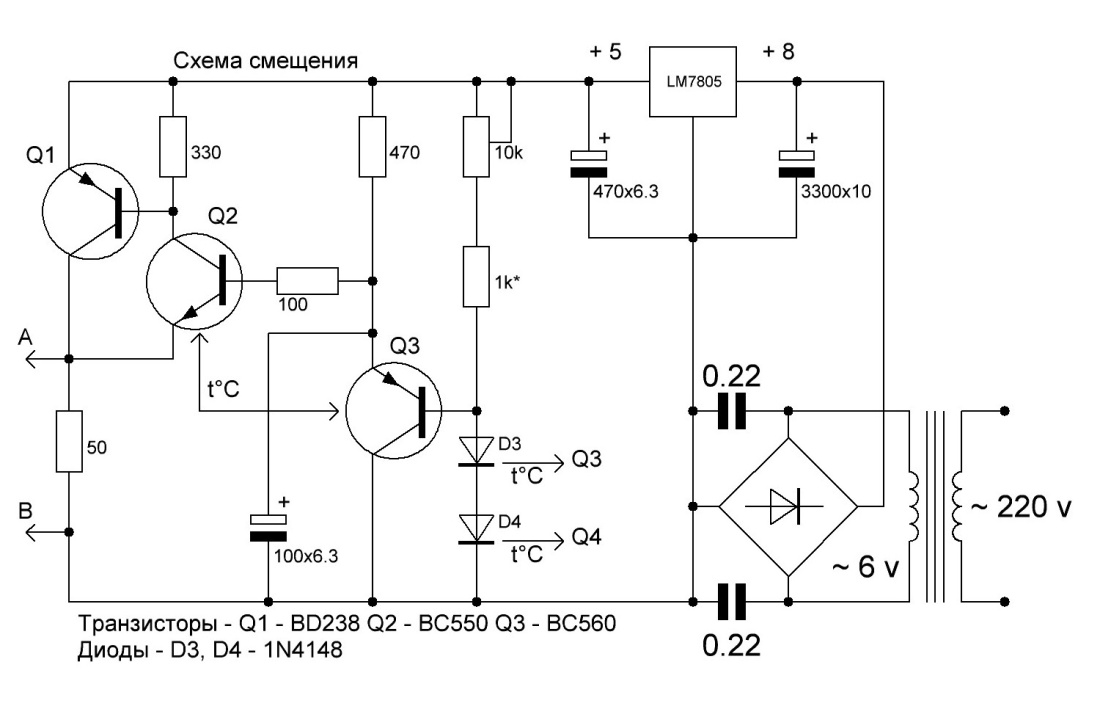 Схема смещения
+ 5
+ 8
LM7805
Q1
330
470
10k
+
470x6.3
+
3300x10
Q2
100
1k*
A
Q3
t°C
0.22
50
D3
Q3
t°C
B
+
100x6.3
D4
Q4
t°C
~ 220 v
~ 6 v
Транзисторы - Q1 - BD238 Q2 - BC550 Q3 - BC560
Диоды - D3, D4 - 1N4148
0.22